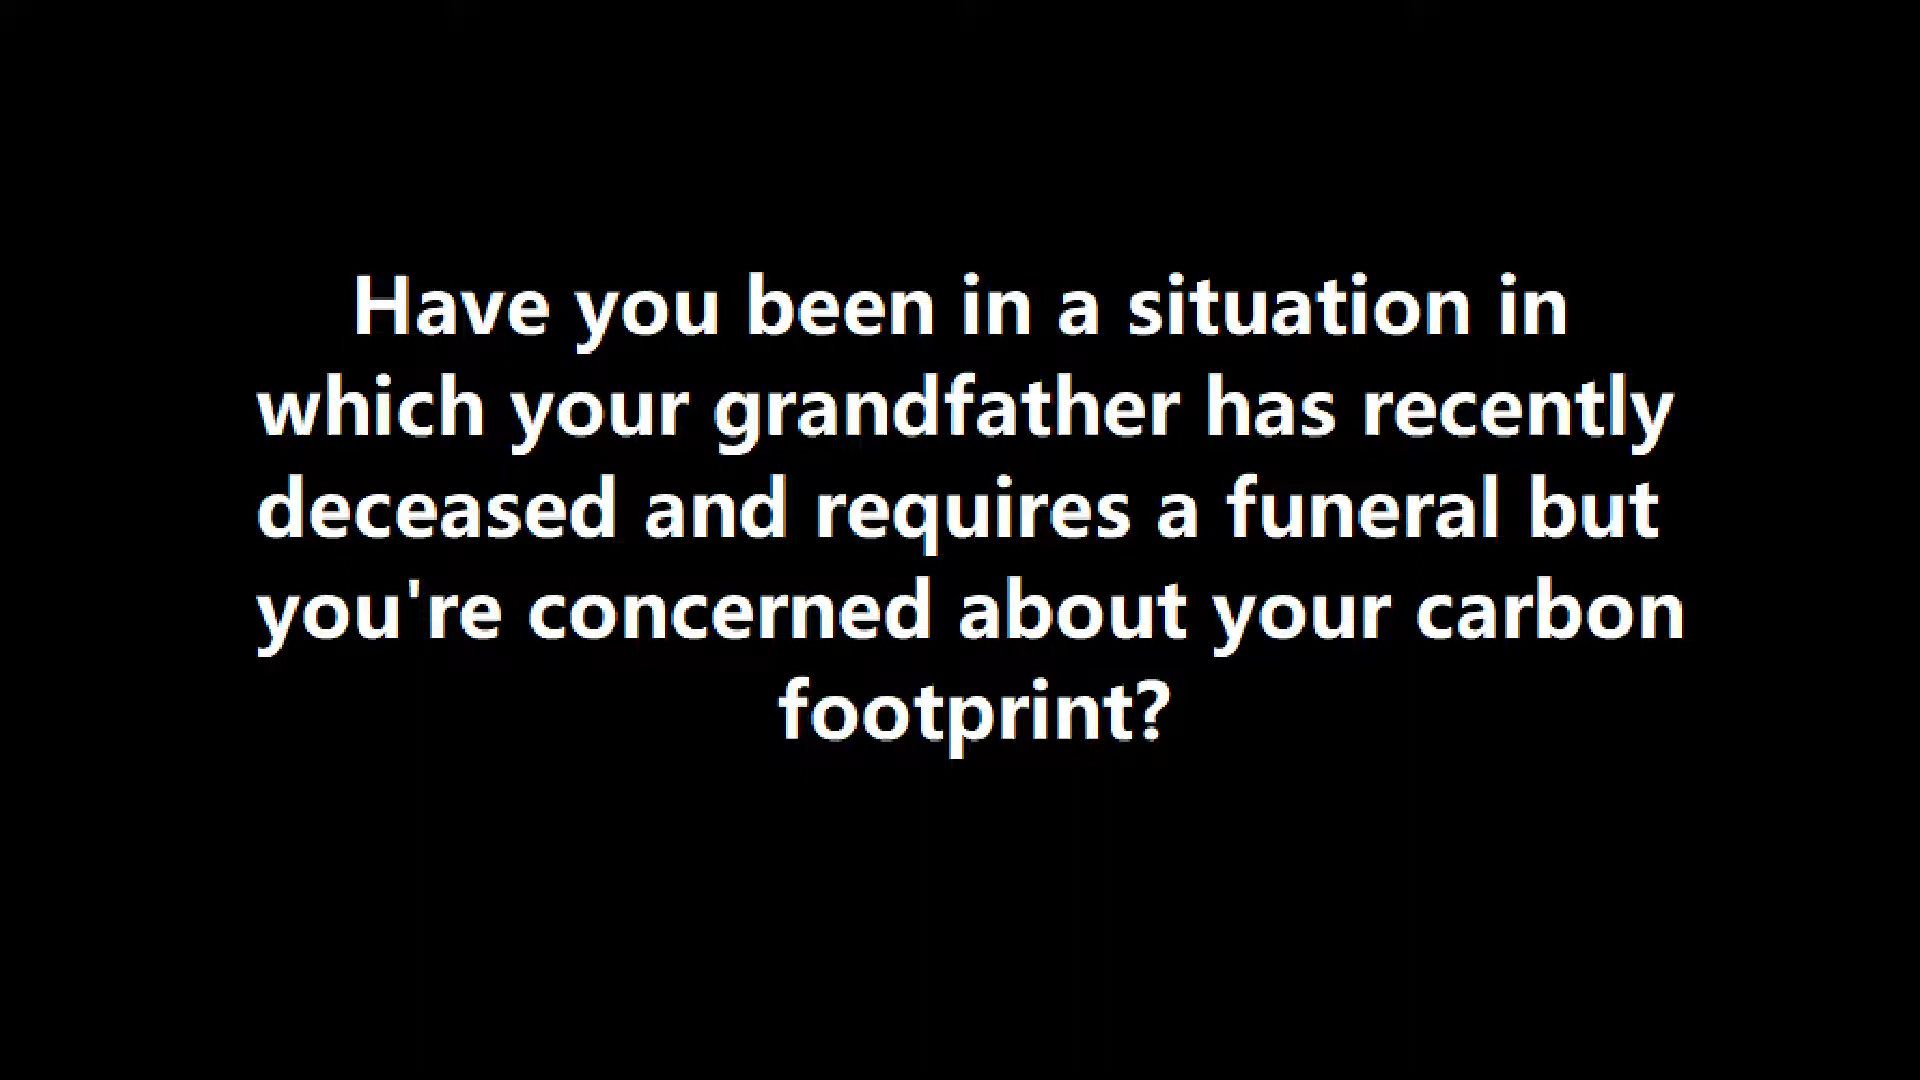 Have you been in a situation in
which your grandfather has recently
deceased and requires a funeral but
you're concerned about your carbon
footprint?